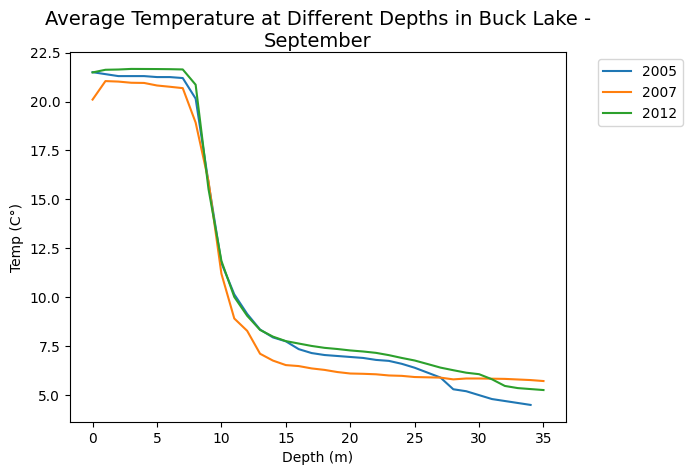 Average Temperature at Different Depths in Buck Lake -
September
22.5
20.0
17.5
15.0
12.5
10.0
7.5
5.0
Temp (C°)
0 5 10 15 20 25 30 35
Depth (m)
2005
2007
2012